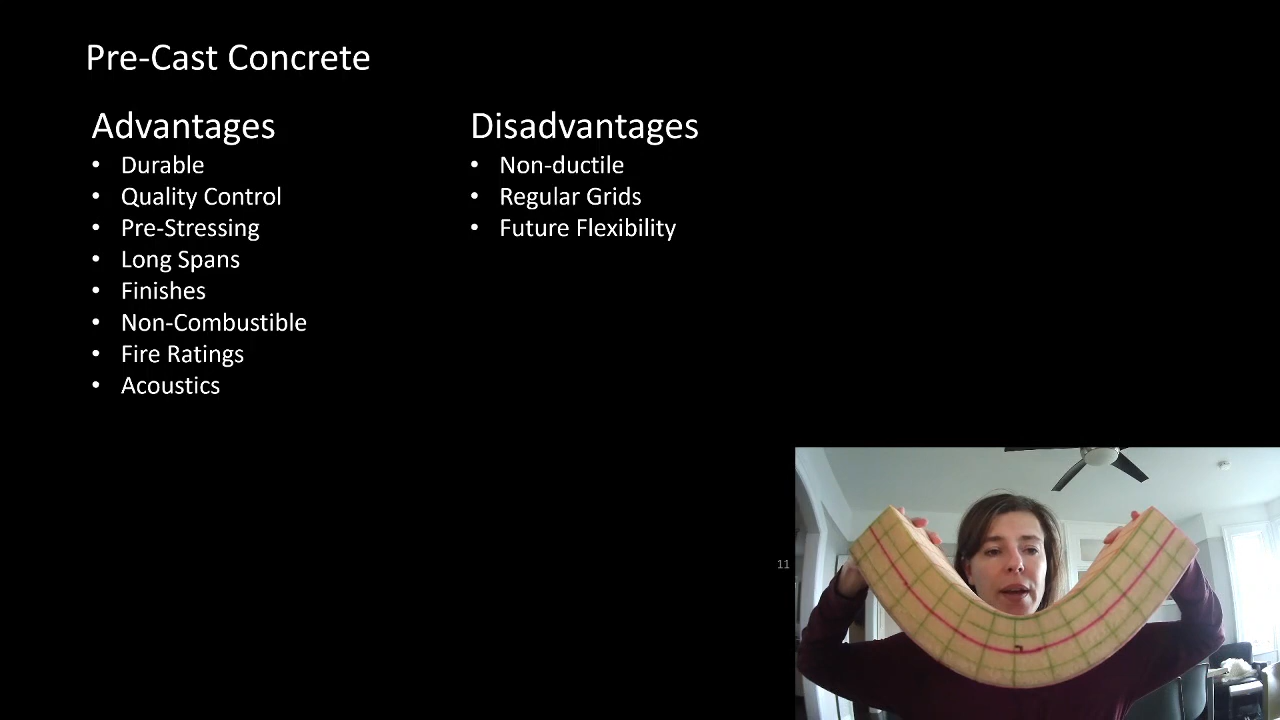 Pre-Cast Concrete
Advantages
• Durable
• Quality Control
• Pre-Stressing
• Long Spans
• Finishes
• Non-Combustible
• Fire Ratings
• Acoustics
Disadvantages
• Non-ductile
• Regular Grids
• Future Flexibility
11